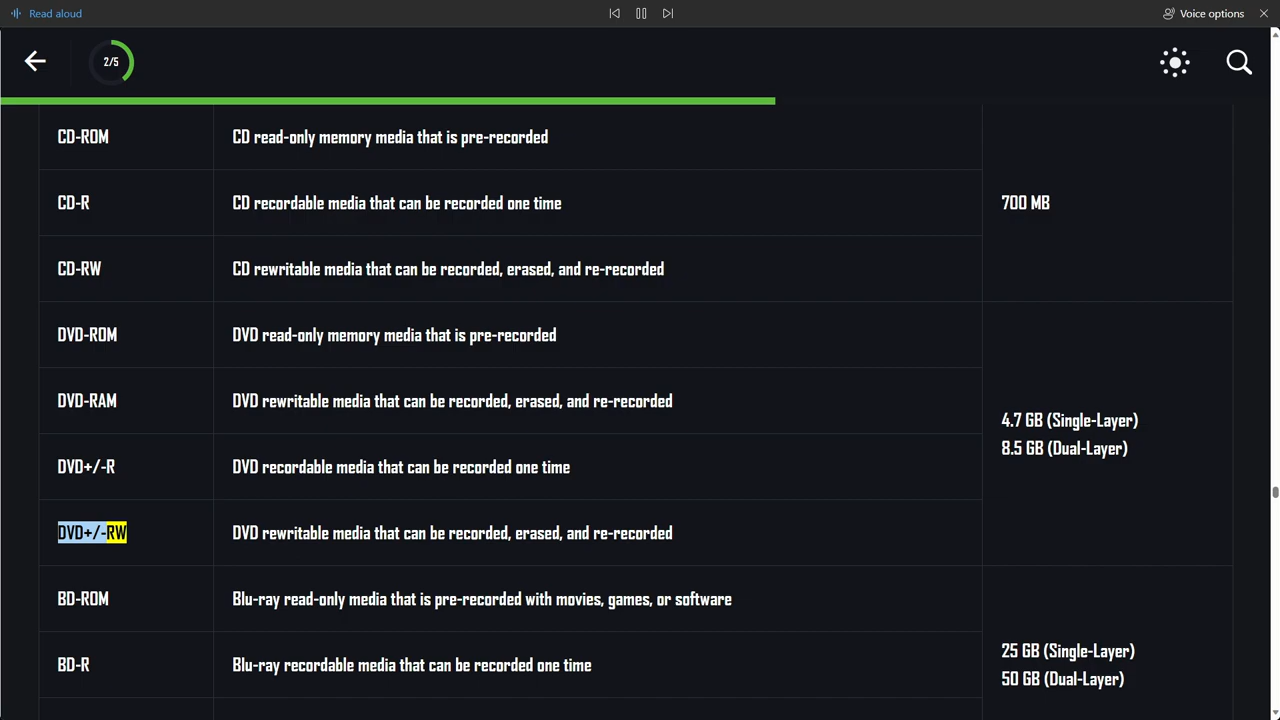 Read aloud
Voice options
2/5
CD-ROM
CD read-only memory media that is pre-recorded
CD-R
CD recordable media that can be recorded one time
700 MB
CD-RW
CD rewritable media that can be recorded, erased, and re-recorded
DVD-ROM
DVD read-only memory media that is pre-recorded
DVD-RAM
DVD rewritable media that can be recorded, erased, and re-recorded
4.7 GB (Single-Layer)
8.5 GB (Dual-Layer)
DVD+/-R
DVD recordable media that can be recorded one time
DVD+/-RW
DVD rewritable media that can be recorded, erased, and re-recorded
BD-ROM
Blu-ray read-only media that is pre-recorded with movies, games, or software
BD-R
Blu-ray recordable media that can be recorded one time
25 GB (Single-Layer)
50 GB (Dual-Layer)